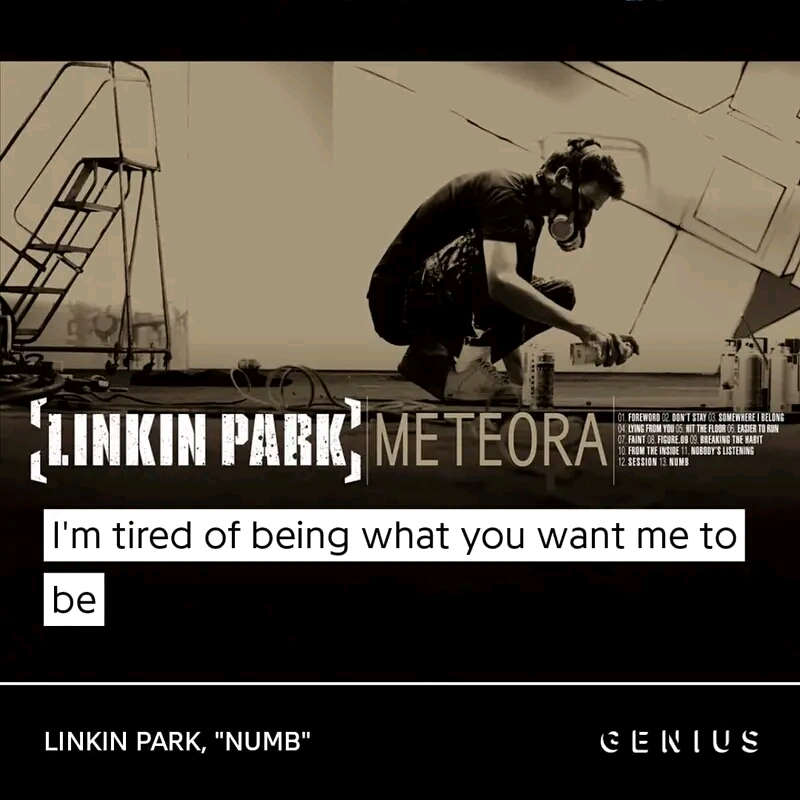 [LINKIN PARK] METEORA
01. FOREWORD 02. DON'T STAY 03. SOMEWHERE I BELONG
04. LYING FROM YOU 05. HIT THE FLOOR 06. EASIER TO RUN
07. FAINT 08. FIGURE.09 09. BREAKING THE HABIT
10. FROM THE INSIDE 11. NOBODY'S LISTENING
12. SESSION 13. NUMB
I'm tired of being what you want me to
be
LINKIN PARK, "NUMB"
GENIUS